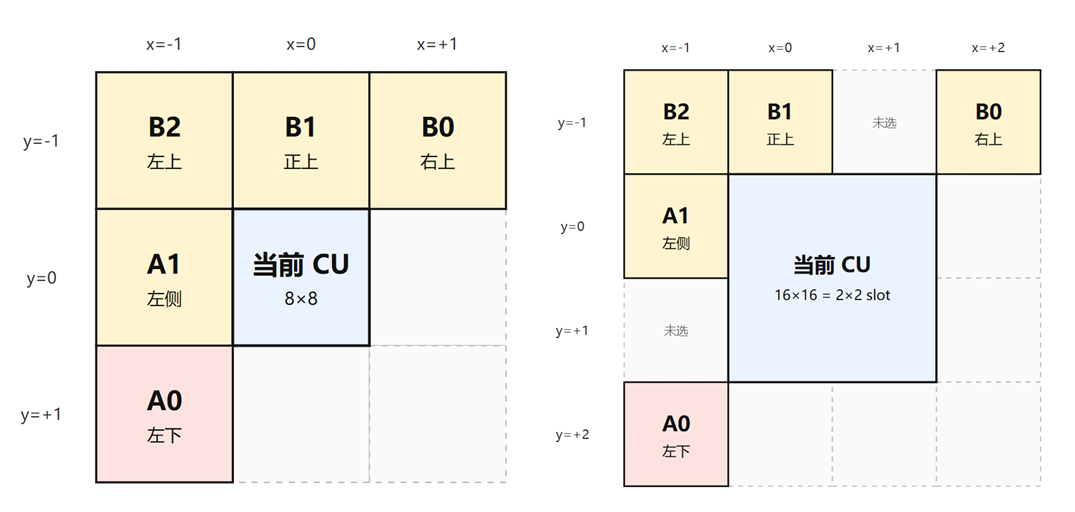 x=-1
x=0
x=+1
y=-1
B2
左上
B1
正上
B0
右上
y=0
A1
左侧
当前 CU
8×8
y=+1
A0
左下
x=-1
x=0
x=+1
x=+2
y=-1
B2
左上
B1
正上
未选
B0
右上
y=0
A1
左侧
当前 CU
16×16 = 2×2 slot
y=+1
未选
y=+2
A0
左下